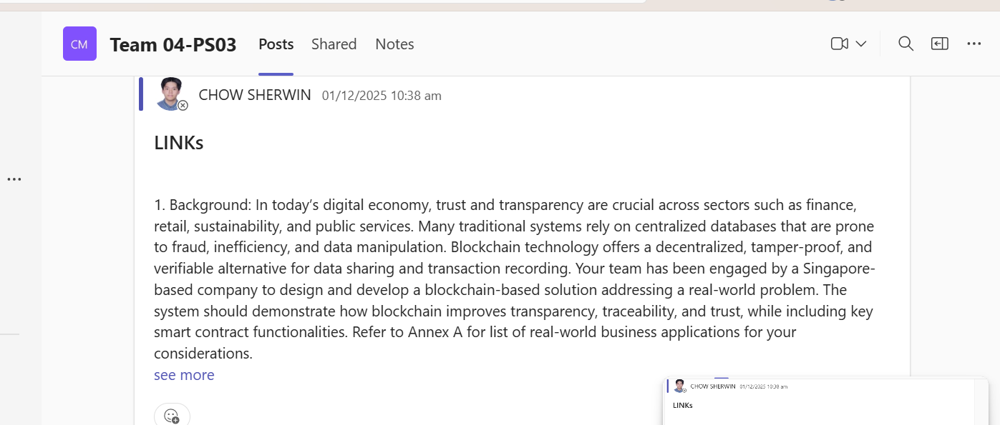 CM
Team 04-PS03
Posts
Shared
Notes
CHOW SHERWIN 01/12/2025 10:38 am
LINKs
1. Background: In today’s digital economy, trust and transparency are crucial across sectors such as finance,
retail, sustainability, and public services. Many traditional systems rely on centralized databases that are prone
to fraud, inefficiency, and data manipulation. Blockchain technology offers a decentralized, tamper-proof, and
verifiable alternative for data sharing and transaction recording. Your team has been engaged by a Singapore-
based company to design and develop a blockchain-based solution addressing a real-world problem. The
system should demonstrate how blockchain improves transparency, traceability, and trust, while including key
smart contract functionalities. Refer to Annex A for list of real-world business applications for your
considerations.
see more
CHOW SHERWIN 01/12/2025 10:38 am
LINKs